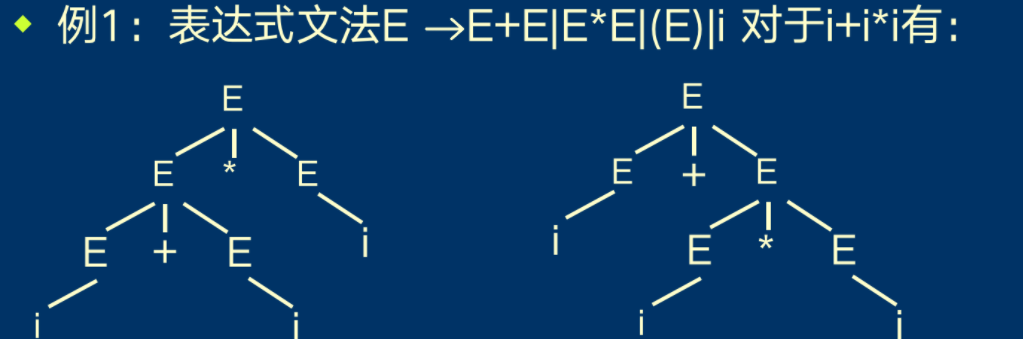 例1：表达式文法E →E+E|E*E|(E)|i 对于i+i*i有：
E E
E * E E + E
E + E i i E * E
i i i i